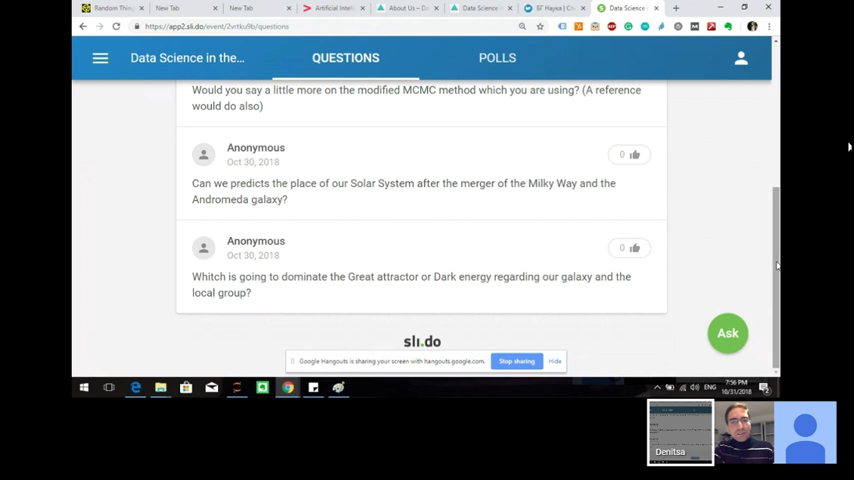 Random Thing
New Tab
New Tab
Artificial Intelli
About Us – D
Data Science
БГ Наука | C
Data Science in
https://app2.sli.do/event/2vrtku9b/questions
Data Science in the...
QUESTIONS
POLLS
Would you say a little more on the modified MCMC method which you are using? (A reference
would do also)
Anonymous
0
Oct 30, 2018
Can we predicts the place of our Solar System after the merger of the Milky Way and the
Andromeda galaxy?
Anonymous
0
Oct 30, 2018
Whitch is going to dominate the Great attractor or Dark energy regarding our galaxy and the
local group?
Ask
sli.do
Google Hangouts is sharing your screen with hangouts.google.com.
Stop sharing
Hide
ENG
7:56 PM
10/31/2018
Denitsa